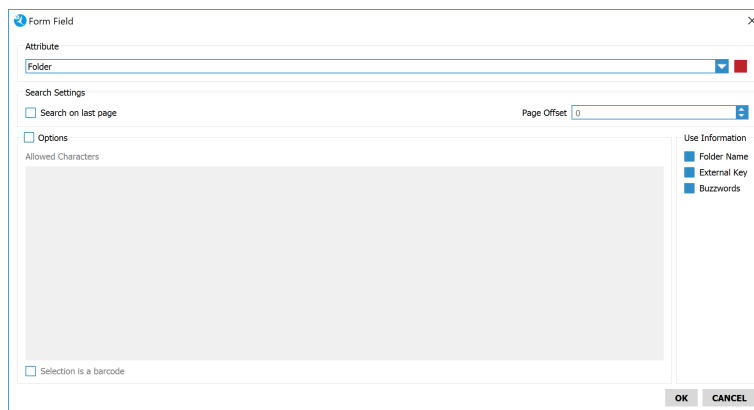 Form Field
Attribute
Folder
Search Settings
Search on last page
Page Offset 0
Options
Allowed Characters
Selection is a barcode
Use Information
Folder Name
External Key
Buzzwords
OK CANCEL